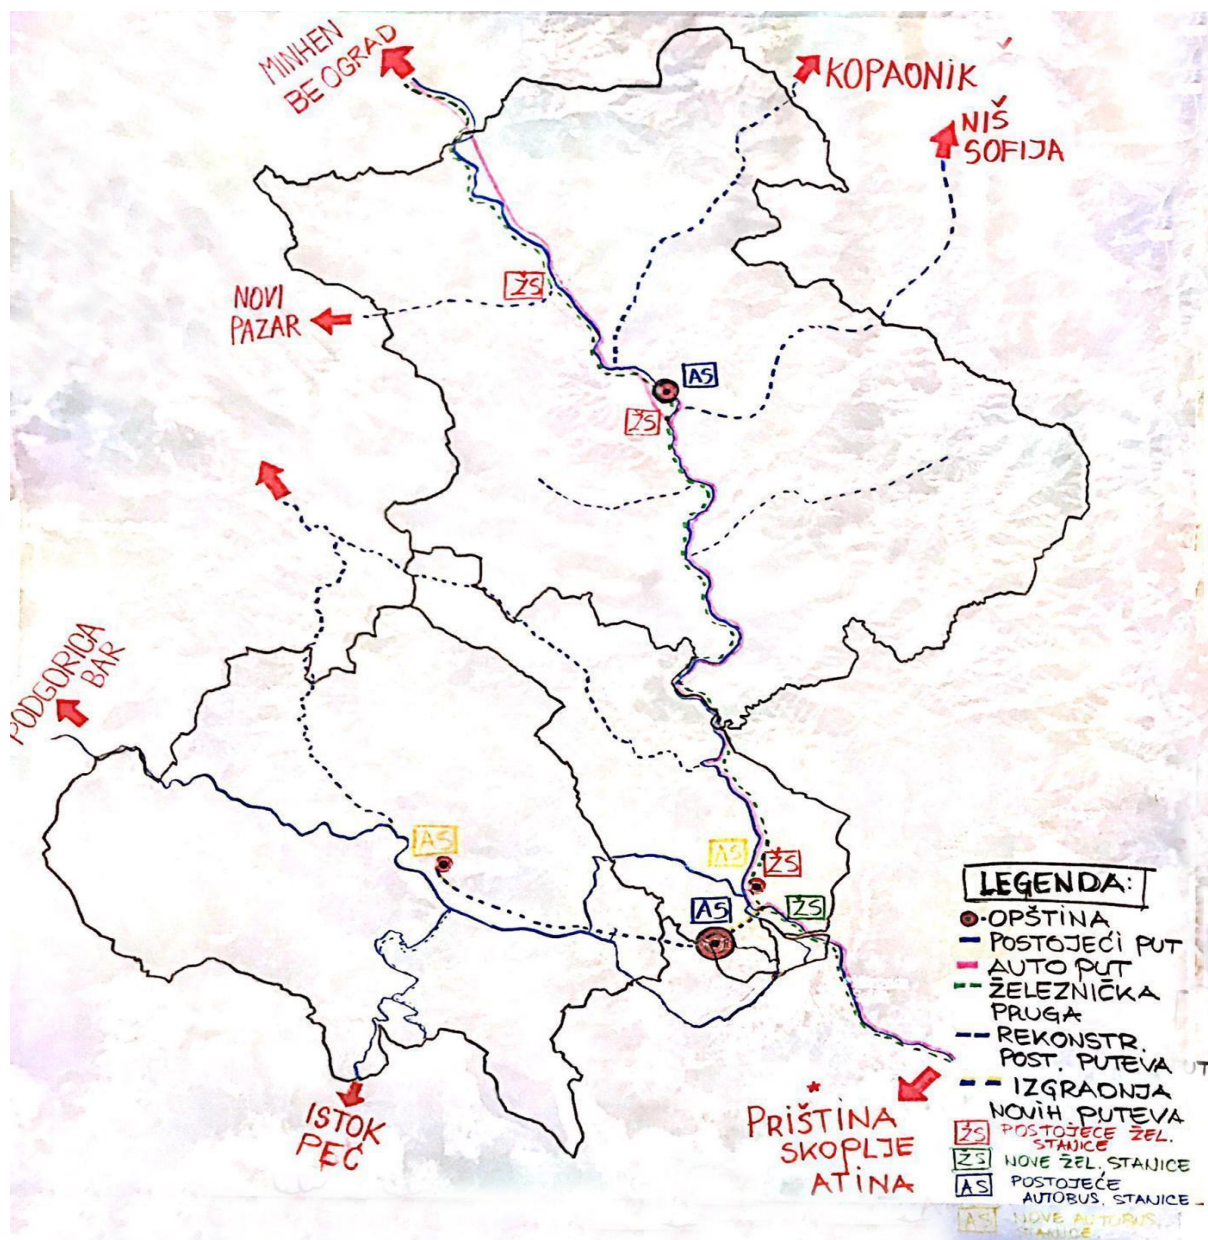 MINHEN
BEOGRAD
KOPAONIK
NIŠ
SOFIJA
NOVI
PAZAR
ŽS
AS
ŽS
PODGORICA
BAR
AS
AS
ŽS
AS
ŽS
ISTOK
PEĆ
*
PRIŠTINA
SKOPLJE
ATINA
LEGENDA:
OPŠTINA
POSTOJEĆI PUT
AUTO PUT
ŽELEZNIČKA
PRUGA
REKONSTR.
POST. PUTEVA
IZGRADNJA
NOVIH PUTEVA
ŽS POSTOJEĆE ŽEL.
STANICE
ŽS NOVE ŽEL. STANICE
AS POSTOJEĆE
AUTOBUS. STANICE
AS NOVE AUTOBUS.
STANICE